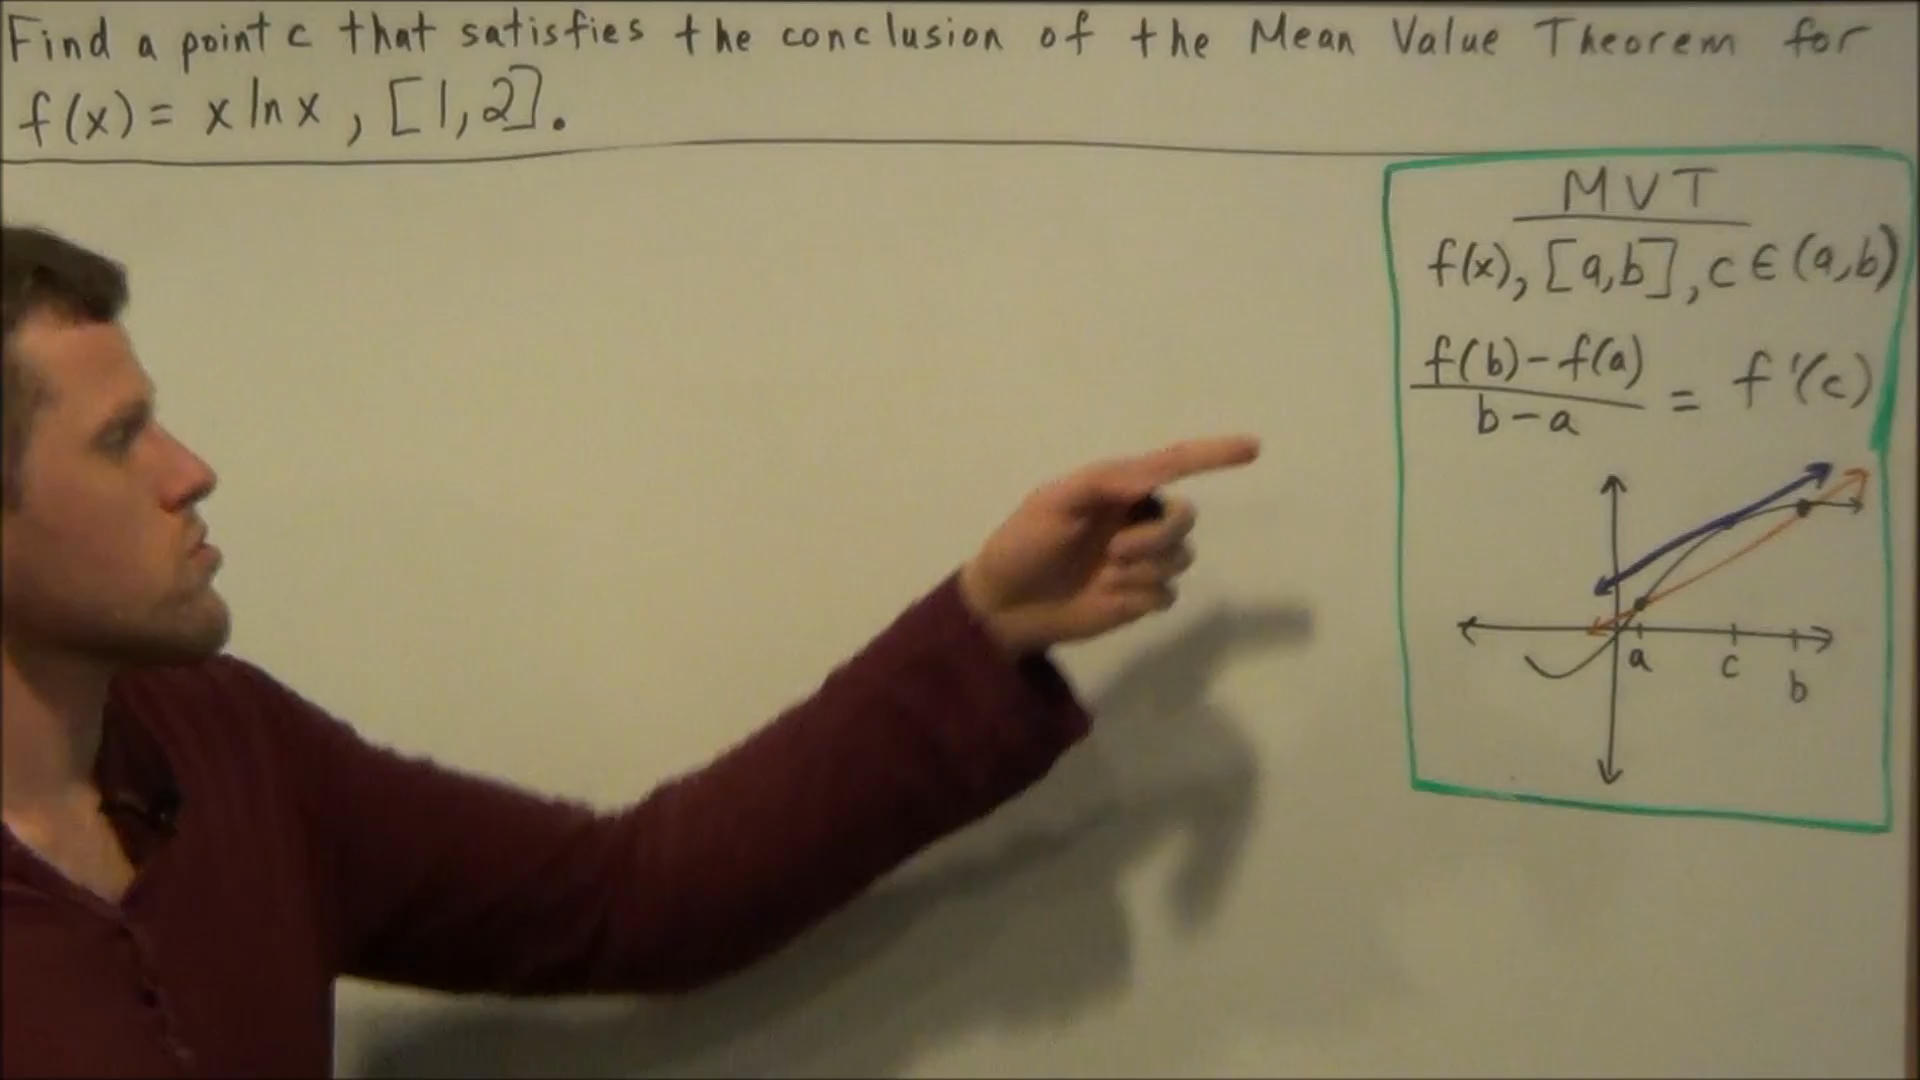 Find a point c that satisfies the conclusion of the Mean Value Theorem for
f(x) = x ln x , [1,2].
MVT
f(x), [a,b], c ∈ (a,b)
f(b)-f(a)
b-a
= f'(c)
a
c
b